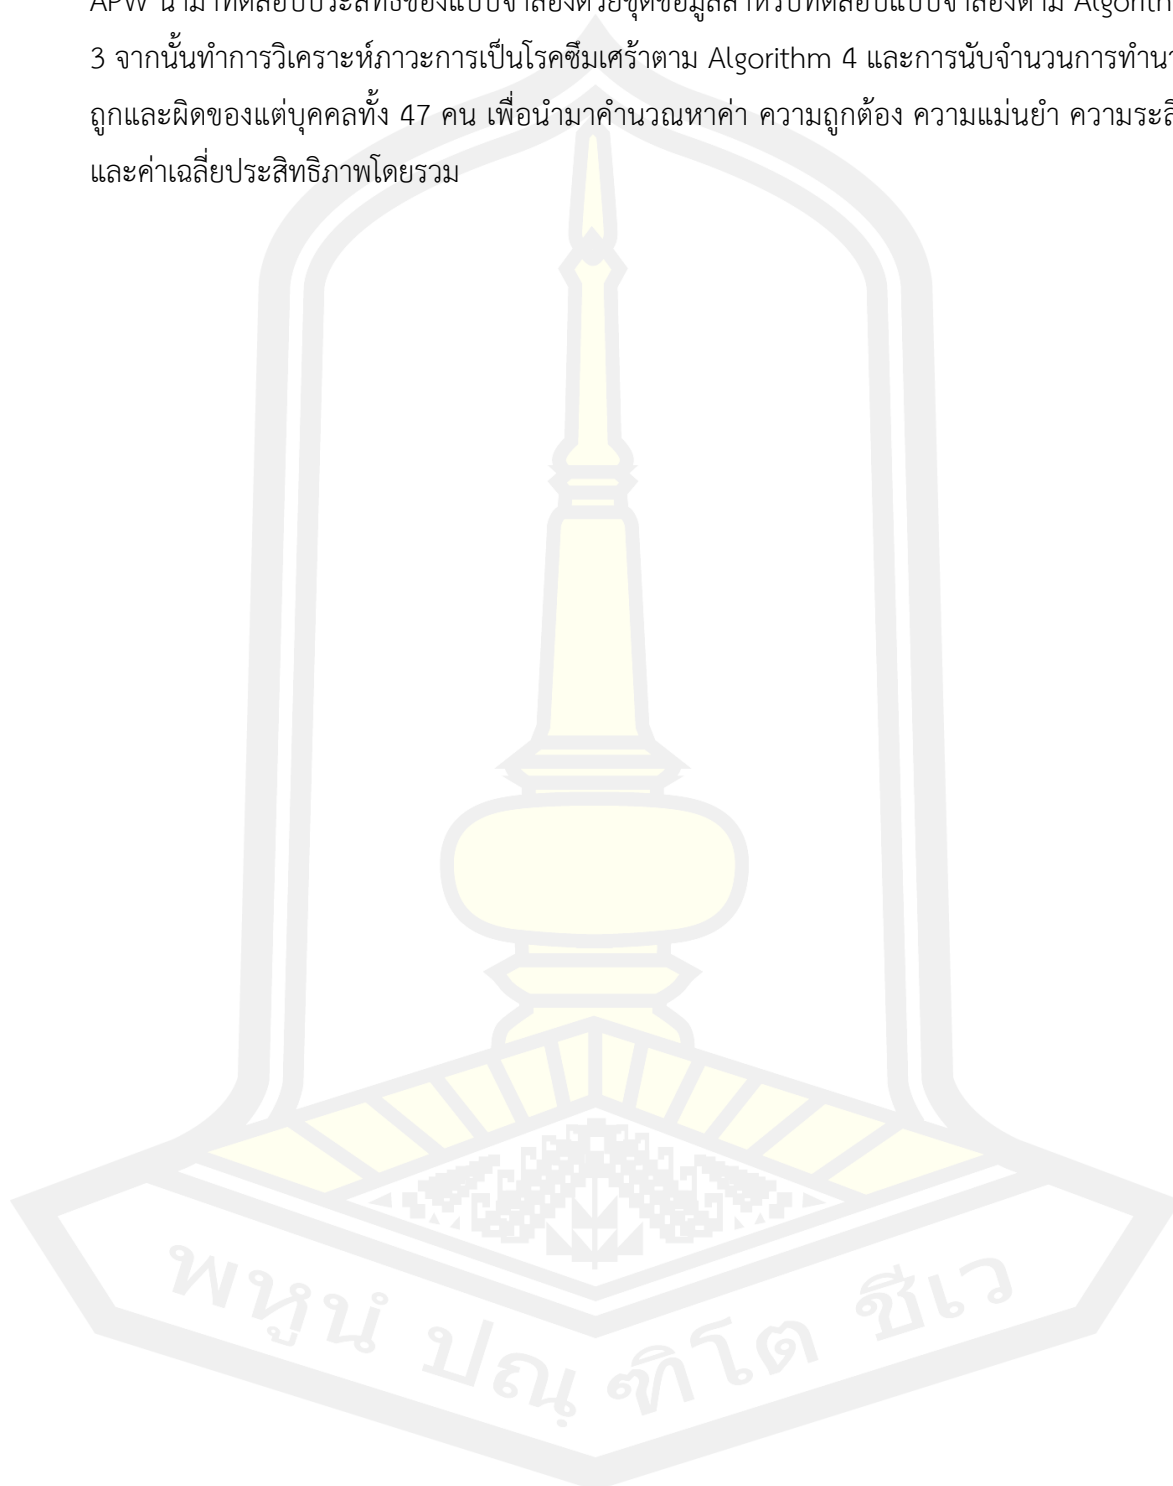 APW นำมาทดสอบประสิทธิ์ของแบบจำลองด้วยชุดข้อมูลสำหรับทดสอบแบบจำลองตาม Algorith
3 จากนั้นทำการวิเคราะห์ภาวะการเป็นโรคซึมเศร้าตาม Algorithm 4 และการนับจำนวนการทำนา
ถูกและผิดของแต่บุคคลทั้ง 47 คน เพื่อนำมาคำนวณหาค่า ความถูกต้อง ความแม่นยำ ความระลึ
และค่าเฉลี่ยประสิทธิภาพโดยรวม
พหูนํ ปณฺ ฑิโต ชีเว